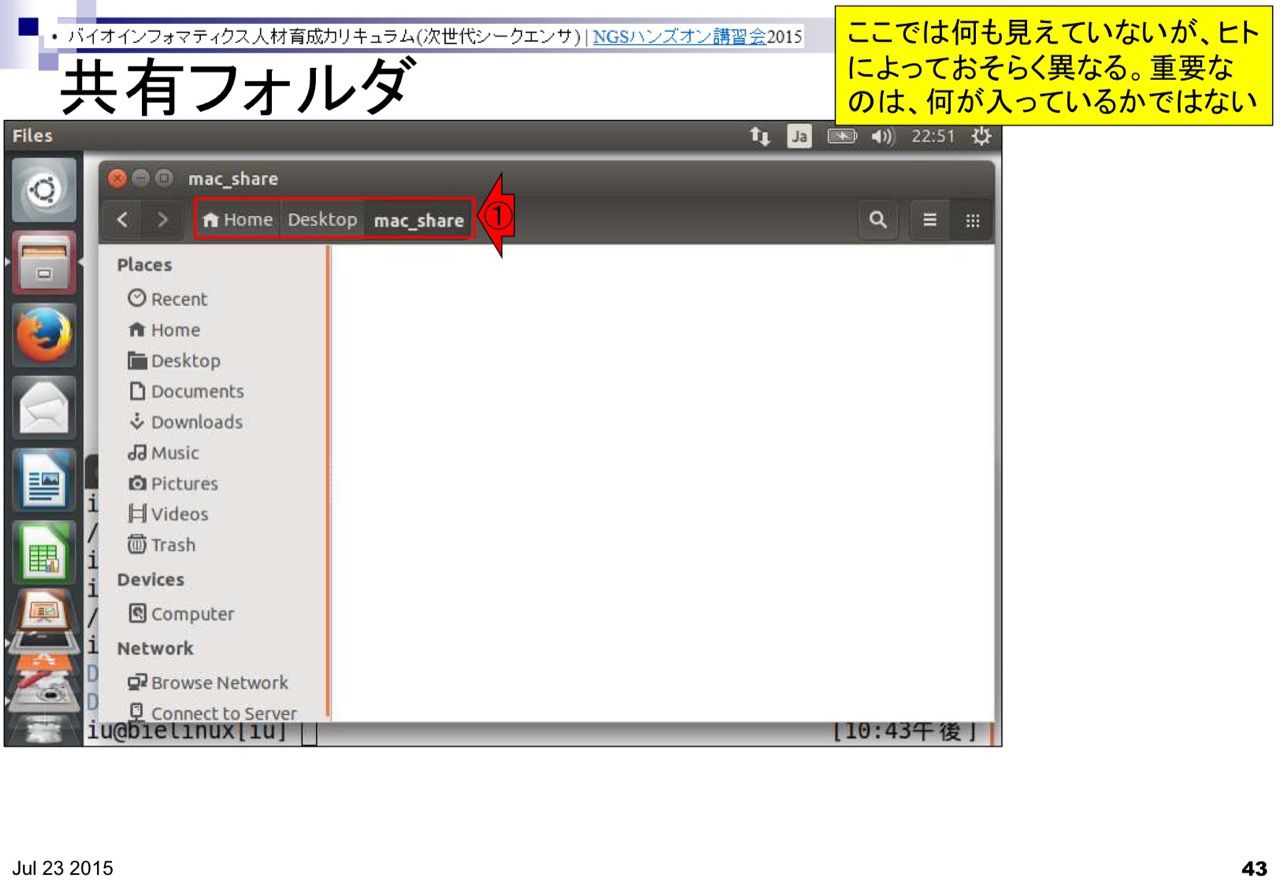 • バイオインフォマティクス人材育成カリキュラム(次世代シークエンサ) | NGSハンズオン講習会2015
共有フォルダ
ここでは何も見えていないが、ヒト
によっておそらく異なる。重要な
のは、何が入っているかではない
Files
Ja
22:51
mac_share
Home Desktop mac_share
①
Places
Recent
Home
Desktop
Documents
Downloads
Music
Pictures
Videos
Trash
Devices
Computer
Network
Browse Network
Connect to Server
i
/
i
i
/
i
D
D
iu@bielinux[iu] [10:43午後]
Jul 23 2015
43